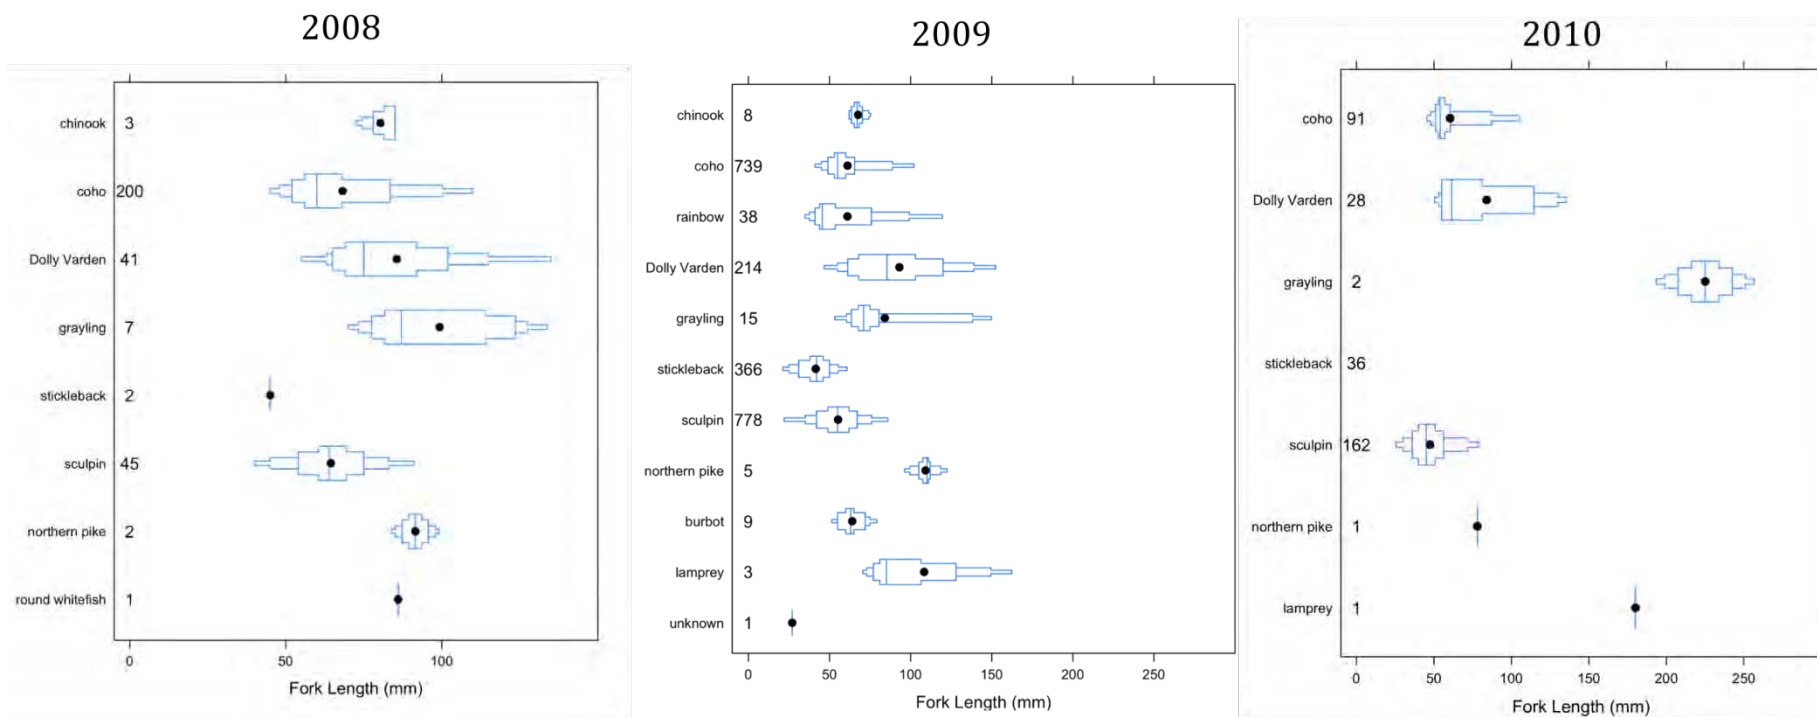 2008
chinook 3
coho 200
Dolly Varden 41
grayling 7
stickleback 2
sculpin 45
northern pike 2
round whitefish 1
0 50 100
Fork Length (mm)
2009
chinook 8
coho 739
rainbow 38
Dolly Varden 214
grayling 15
stickleback 366
sculpin 778
northern pike 5
burbot 9
lamprey 3
unknown 1
0 50 100 150 200 250
Fork Length (mm)
2010
coho 91
Dolly Varden 28
grayling 2
stickleback 36
sculpin 162
northern pike 1
lamprey 1
0 50 100 150 200 250
Fork Length (mm)